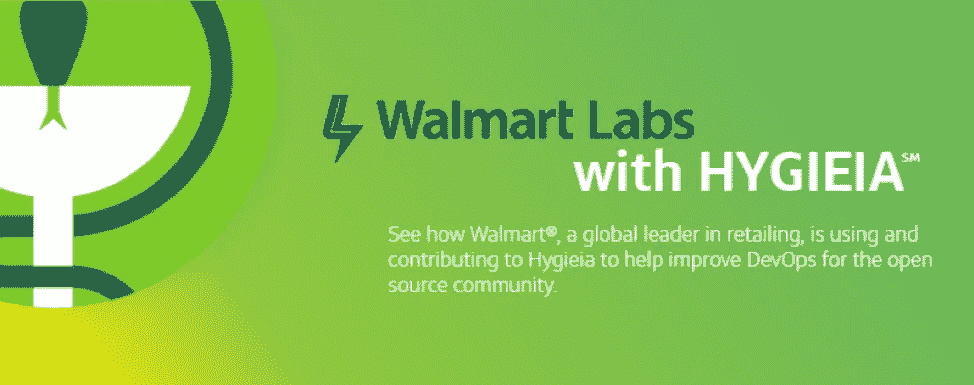 Walmart Labs
with HYGIEIA℠
See how Walmart®, a global leader in retailing, is using and
contributing to Hygieia to help improve DevOps for the open
source community.